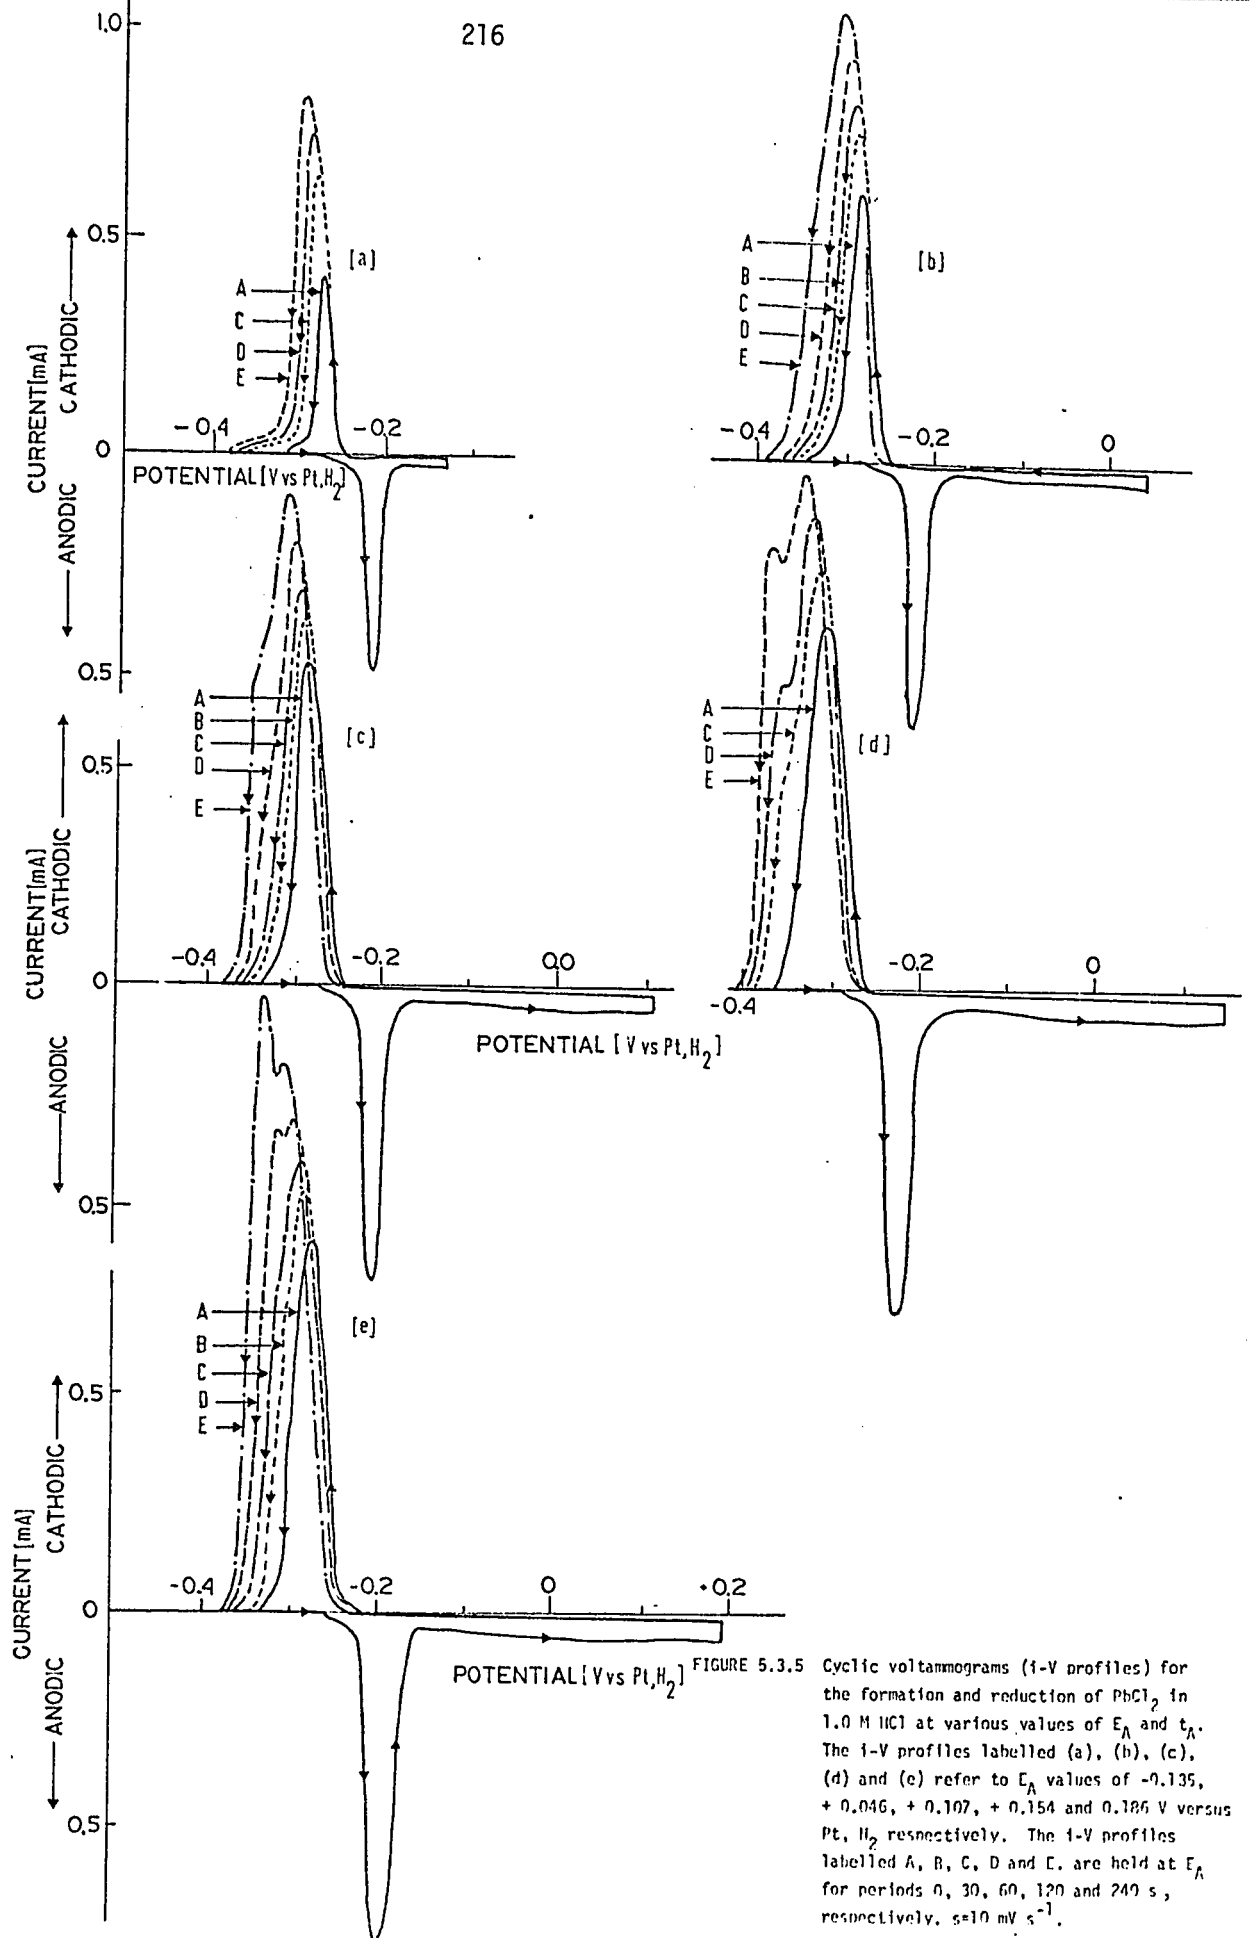 216
1.0
0.5
0
CURRENT[mA]
CATHODIC
ANODIC
0.5
[a]
A
C
D
E
-0.4
-0.2
POTENTIAL[V vs Pt,H2]
[b]
A
B
C
D
E
-0.4
-0.2
0
[c]
A
B
C
D
E
CURRENT[mA]
CATHODIC
ANODIC
0.5
0
0.5
-0.4
-0.2
0.0
POTENTIAL [V vs Pt,H2]
[d]
A
C
D
E
-0.4
-0.2
0
[e]
A
B
C
D
E
CURRENT[mA]
CATHODIC
ANODIC
0.5
0
0.5
-0.4
-0.2
0
+0.2
POTENTIAL[V vs Pt,H2]
FIGURE 5.3.5 Cyclic voltammograms (i-V profiles) for
the formation and reduction of PbCl2 in
1.0 M HCl at various values of EA and tA.
The i-V profiles labelled (a), (b), (c),
(d) and (e) refer to EA values of -0.135,
+ 0.046, + 0.107, + 0.154 and 0.186 V versus
Pt, H2 respectively. The i-V profiles
labelled A, B, C, D and E. are held at EA
for periods 0, 30, 60, 120 and 240 s,
respectively. s=10 mV s-1.